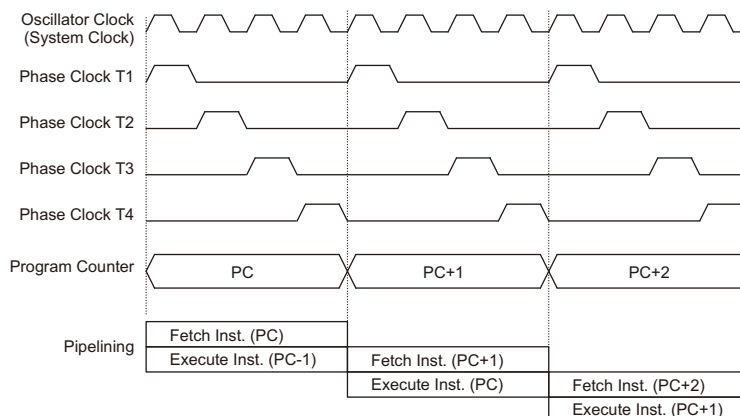 Oscillator Clock
(System Clock)
Phase Clock T1
Phase Clock T2
Phase Clock T3
Phase Clock T4
Program Counter
PC
PC+1
PC+2
Pipelining
Fetch Inst. (PC)
Execute Inst. (PC-1)
Fetch Inst. (PC+1)
Execute Inst. (PC)
Fetch Inst. (PC+2)
Execute Inst. (PC+1)